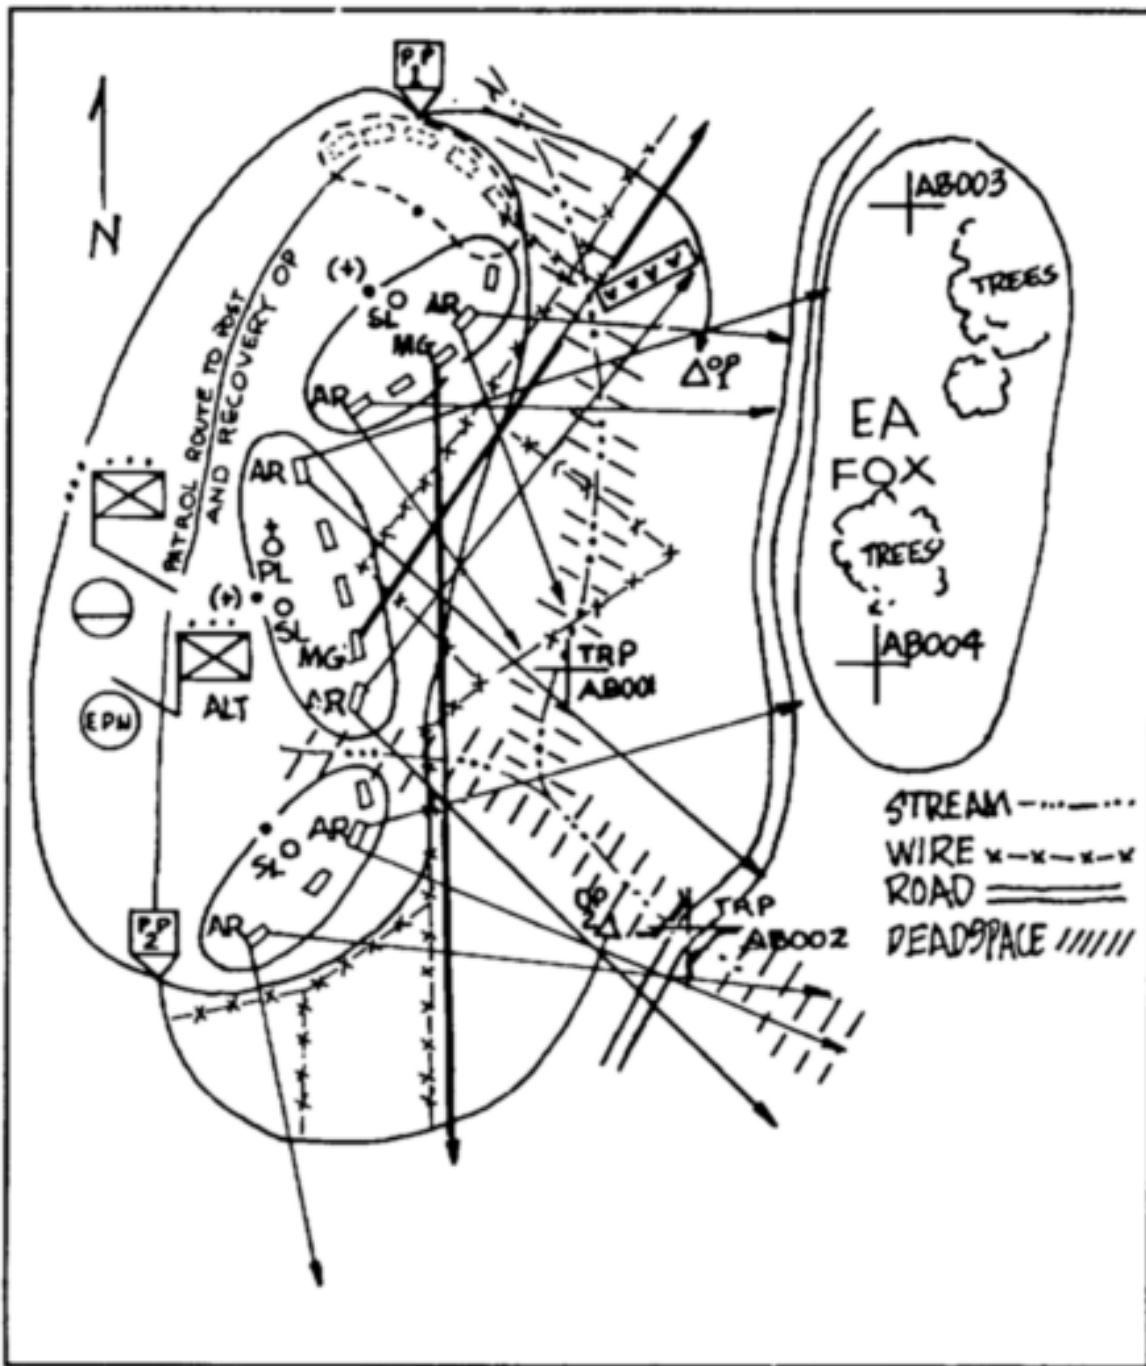 P P
1
N
AB003
TREES
(+)
SL
AR
MG
AR
OP
1
PATROL ROUTE TO POST
AND RECOVERY OP
EA
FOX
TREES
AR
+
PL
(+)
SL
MG
AR
ALT
EPW
TRP
AB001
AB004
STREAM
WIRE
ROAD
DEADSPACE
AR
SL
AR
P P
2
OP
2
TRP
AB002